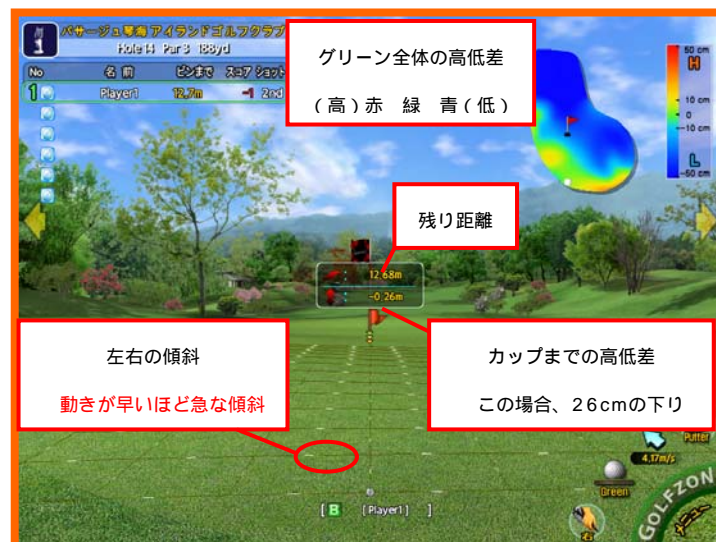 パサージュ琴海アイランドゴルフクラブ
Hole14 Par3 188yd
1
No 名前 ピンまで スコア ショット
1 Player1 12.7m -1 2nd
グリーン全体の高低差
(高)赤 緑 青(低)
50 cm
H
10 cm
0
-10 cm
L
-50 cm
残り距離
: 12.68m
: -0.26m
左右の傾斜
動きが早いほど急な傾斜
カップまでの高低差
この場合、26cmの下り
Putter
4.17m/s
Green
[ B [Player1] ]
GOLFZON
メニュー